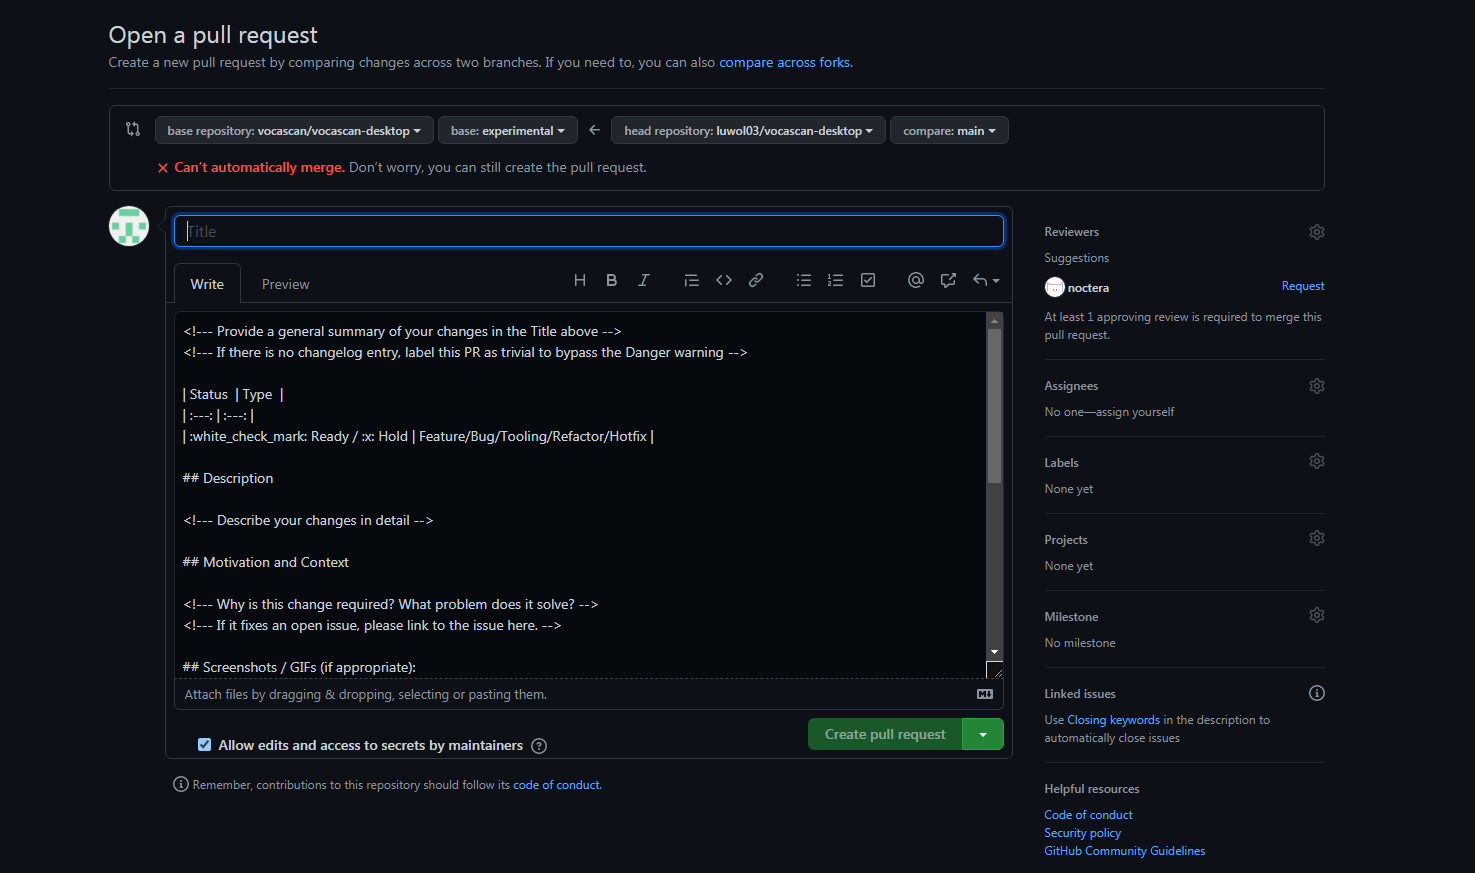 Open a pull request
Create a new pull request by comparing changes across two branches. If you need to, you can also compare across forks.
base repository: vocascan/vocascan-desktop base: experimental head repository: luwol03/vocascan-desktop compare: main
Can't automatically merge. Don't worry, you can still create the pull request.
Title
Write Preview
<!--- Provide a general summary of your changes in the Title above -->
<!--- If there is no changelog entry, label this PR as trivial to bypass the Danger warning -->
| Status | Type |
| :---: | :---: |
| :white_check_mark: Ready / :x: Hold | Feature/Bug/Tooling/Refactor/Hotfix |
## Description
<!--- Describe your changes in detail -->
## Motivation and Context
<!--- Why is this change required? What problem does it solve? -->
<!--- If it fixes an open issue, please link to the issue here. -->
## Screenshots / GIFs (if appropriate):
Attach files by dragging & dropping, selecting or pasting them.
Allow edits and access to secrets by maintainers
Create pull request
Remember, contributions to this repository should follow its code of conduct.
Reviewers
Suggestions
noctera Request
At least 1 approving review is required to merge this
pull request.
Assignees
No one—assign yourself
Labels
None yet
Projects
None yet
Milestone
No milestone
Linked issues
Use Closing keywords in the description to
automatically close issues
Helpful resources
Code of conduct
Security policy
GitHub Community Guidelines